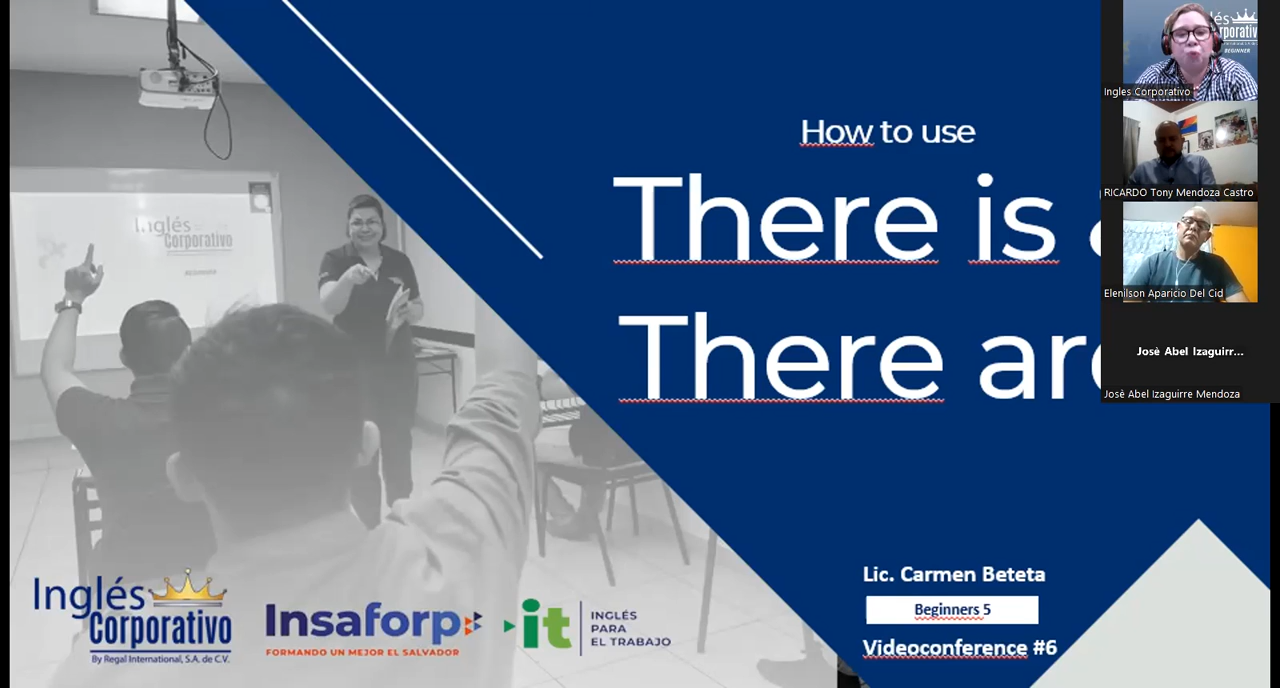 How to use
There is
There are
Lic. Carmen Beteta
Beginners 5
Videoconference #6
Inglés
Corporativo
Inglés
Corporativo
By Regal International, S.A. de C.V.
Insaforp
FORMANDO UN MEJOR EL SALVADOR
it
INGLÉS
PARA
EL TRABAJO
BEGINNER
Ingles Corporativo
RICARDO Tony Mendoza Castro
Elenilson Aparicio Del Cid
Josè Abel Izaguirr...
Josè Abel Izaguirre Mendoza